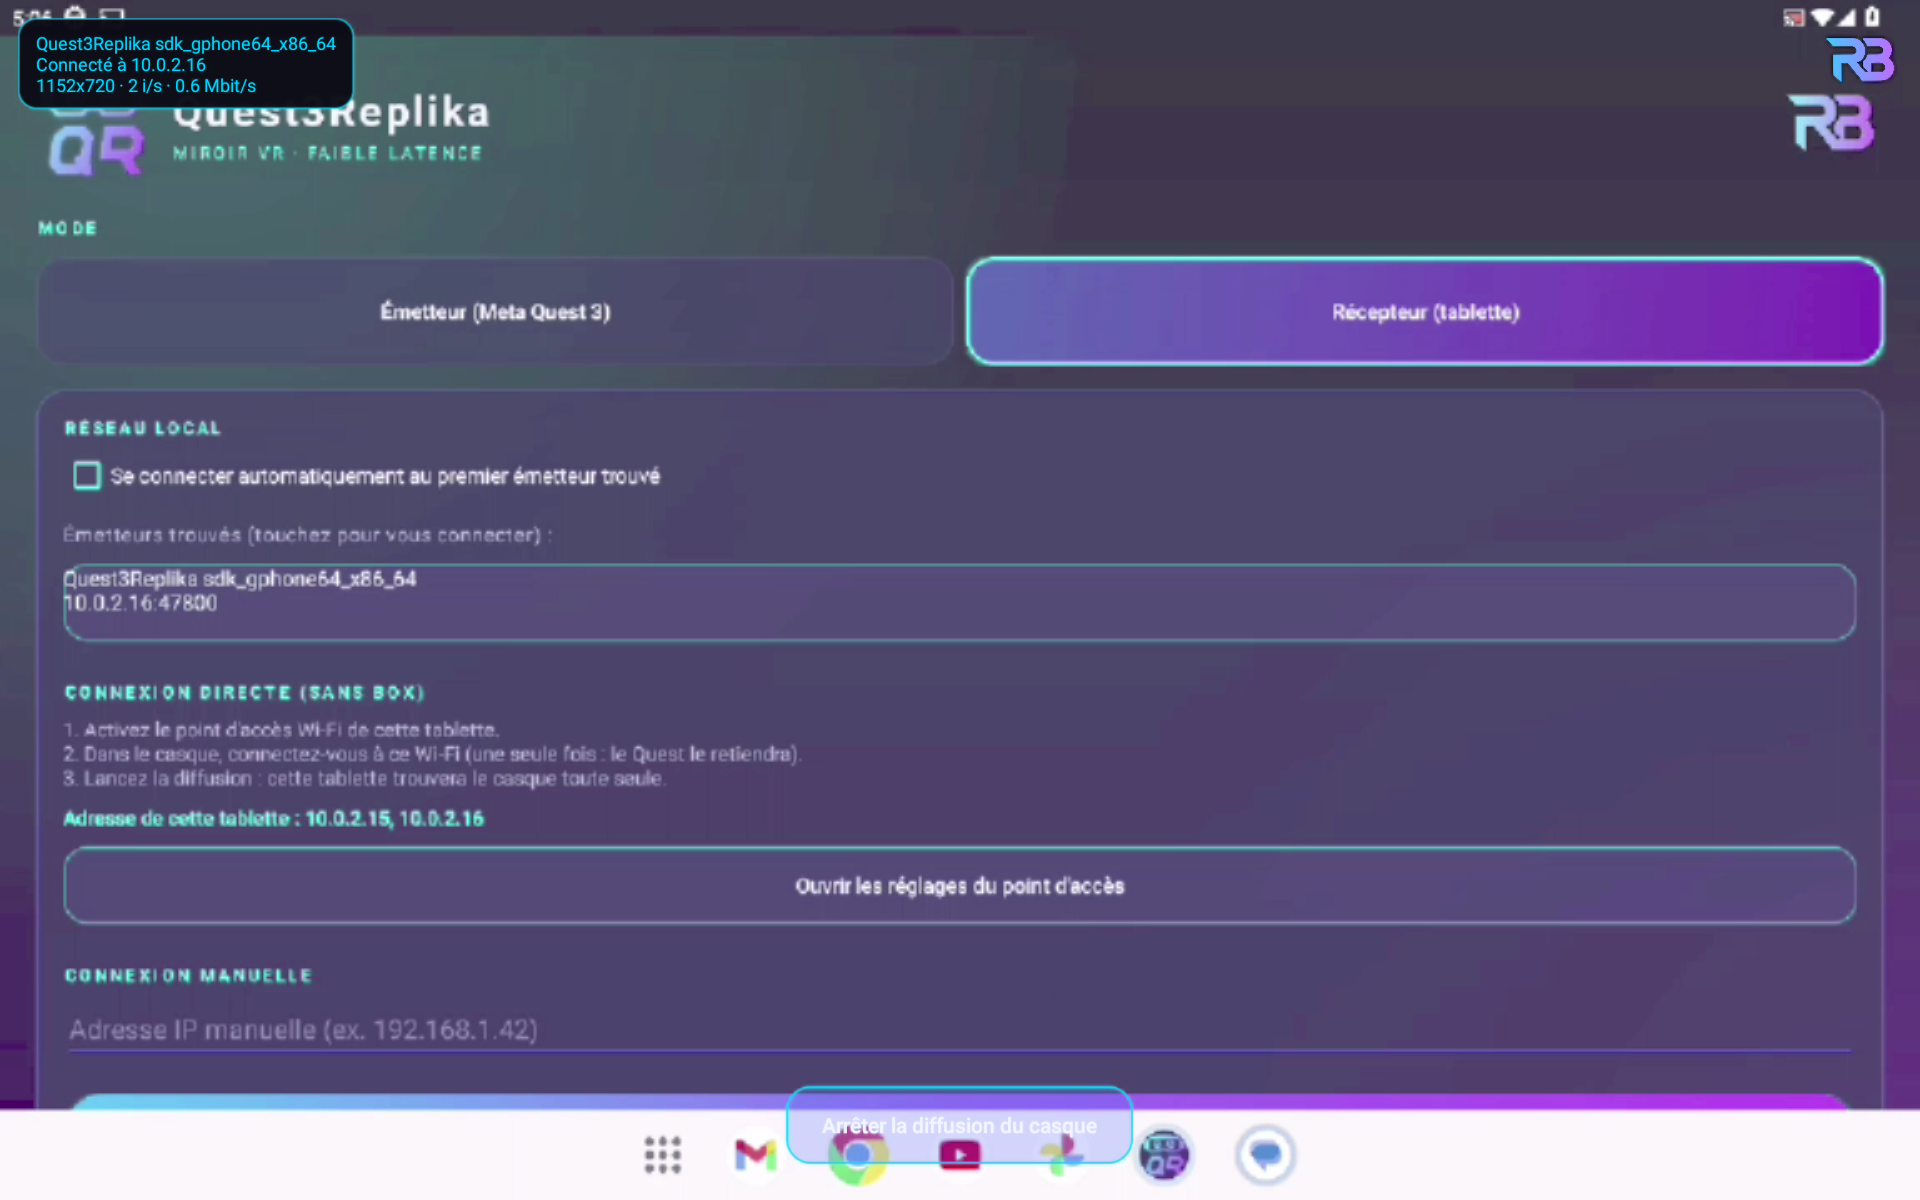 5:06
Quest3Replika sdk_gphone64_x86_64
Connecté à 10.0.2.16
1152x720 · 2 i/s · 0.6 Mbit/s
RB
QR
Quest3Replika
MIROIR VR · FAIBLE LATENCE
RB
MODE
Émetteur (Meta Quest 3)
Récepteur (tablette)
RÉSEAU LOCAL
Se connecter automatiquement au premier émetteur trouvé
Émetteurs trouvés (touchez pour vous connecter) :
Quest3Replika sdk_gphone64_x86_64
10.0.2.16:47800
CONNEXION DIRECTE (SANS BOX)
1. Activez le point d'accès Wi-Fi de cette tablette.
2. Dans le casque, connectez-vous à ce Wi-Fi (une seule fois : le Quest le retiendra).
3. Lancez la diffusion : cette tablette trouvera le casque toute seule.
Adresse de cette tablette : 10.0.2.15, 10.0.2.16
Ouvrir les réglages du point d'accès
CONNEXION MANUELLE
Adresse IP manuelle (ex. 192.168.1.42)
Arrêter la diffusion du casque
QR